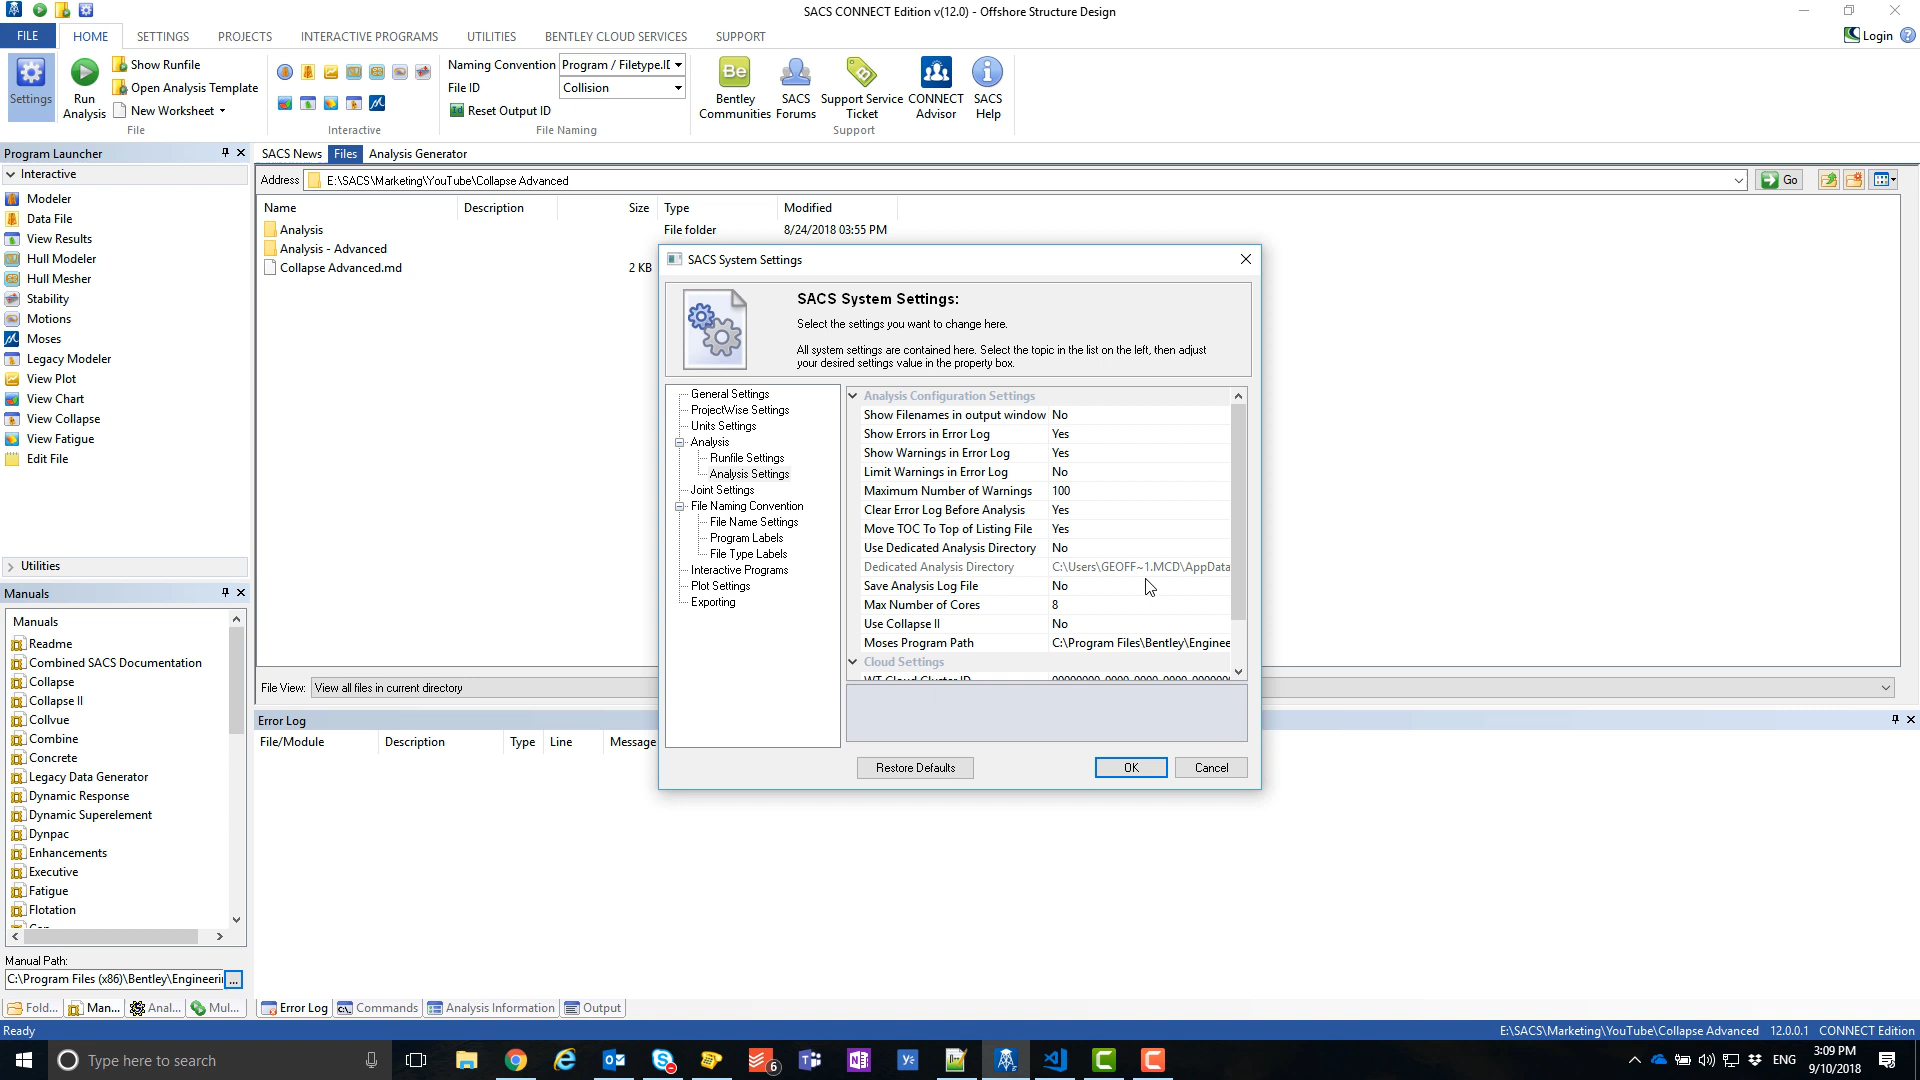 SACS CONNECT Edition v(12.0) - Offshore Structure Design
FILE
HOME
SETTINGS
PROJECTS
INTERACTIVE PROGRAMS
UTILITIES
BENTLEY CLOUD SERVICES
SUPPORT
Login
Settings
Run
Analysis
Show Runfile
Open Analysis Template
New Worksheet
File
Interactive
Naming Convention
Program / Filetype.IC
File ID
Collision
Id
Reset Output ID
File Naming
Be
Bentley
Communities
SACS
Forums
Support Service
Ticket
CONNECT
Advisor
SACS
Help
Support
Program Launcher
Interactive
Modeler
Data File
View Results
Hull Modeler
Hull Mesher
Stability
Motions
Moses
Legacy Modeler
View Plot
View Chart
View Collapse
View Fatigue
Edit File
Utilities
Manuals
Manuals
Readme
Combined SACS Documentation
Collapse
Collapse II
Collvue
Combine
Concrete
Legacy Data Generator
Dynamic Response
Dynamic Superelement
Dynpac
Enhancements
Executive
Fatigue
Flotation
Manual Path:
C:\Program Files (x86)\Bentley\Engineeri
...
Fold...
Man...
Anal...
Mul...
SACS News
Files
Analysis Generator
Address
E:\SACS\Marketing\YouTube\Collapse Advanced
Go
Name
Description
Size
Type
Modified
Analysis
File folder
8/24/2018 03:55 PM
Analysis - Advanced
Collapse Advanced.md
2 KB
File View:
View all files in current directory
SACS System Settings
SACS System Settings:
Select the settings you want to change here.
All system settings are contained here. Select the topic in the list on the left, then adjust
your desired settings value in the property box.
General Settings
ProjectWise Settings
Units Settings
Analysis
Runfile Settings
Analysis Settings
Joint Settings
File Naming Convention
File Name Settings
Program Labels
File Type Labels
Interactive Programs
Plot Settings
Exporting
Analysis Configuration Settings
Show Filenames in output window No
Show Errors in Error Log Yes
Show Warnings in Error Log Yes
Limit Warnings in Error Log No
Maximum Number of Warnings 100
Clear Error Log Before Analysis Yes
Move TOC To Top of Listing File Yes
Use Dedicated Analysis Directory No
Dedicated Analysis Directory C:\Users\GEOFF~1.MCD\AppData
Save Analysis Log File No
Max Number of Cores 8
Use Collapse II No
Moses Program Path C:\Program Files\Bentley\Enginee
Cloud Settings
WT Cloud Cluster ID
Restore Defaults
OK
Cancel
Error Log
File/Module
Description
Type
Line
Message
Error Log
Commands
Analysis Information
Output
Ready
E:\SACS\Marketing\YouTube\Collapse Advanced
12.0.0.1
CONNECT Edition
Type here to search
6
ENG
3:09 PM
9/10/2018